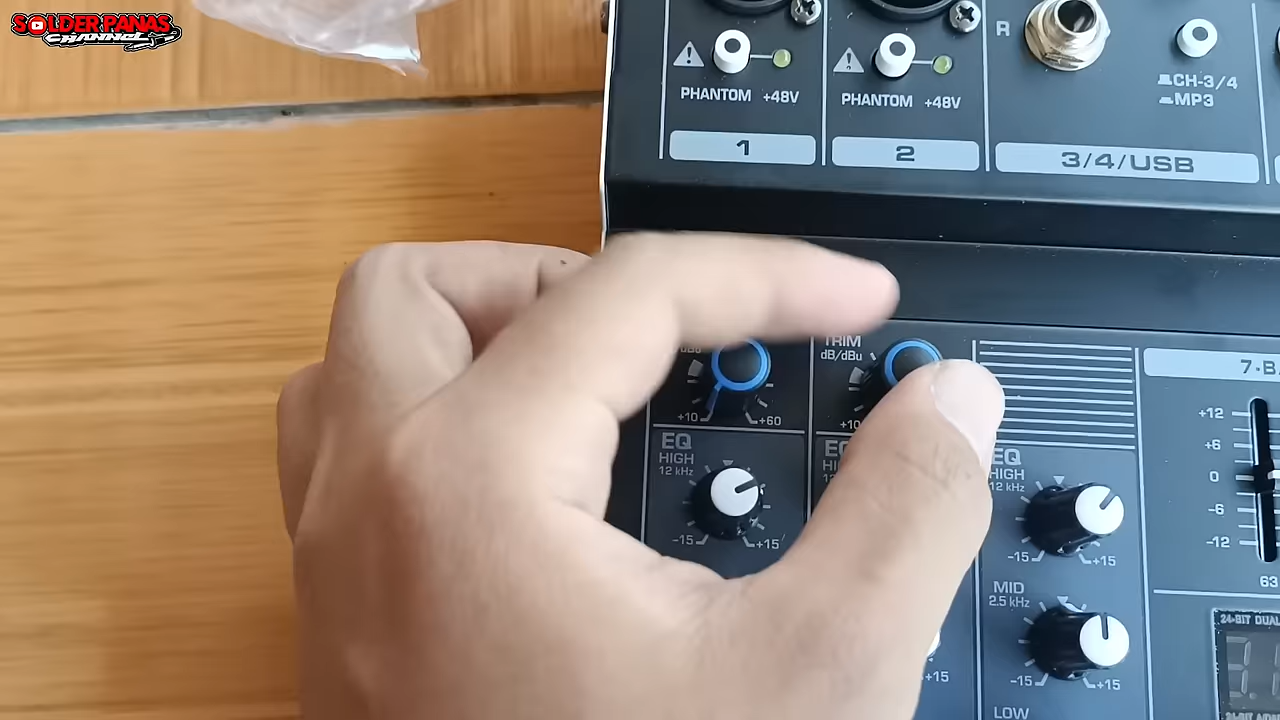 SOLDER PANAS
CHANNEL
R
PHANTOM +48V
PHANTOM +48V
CH-3/4
MP3
1
2
3/4/USB
+10
+60
TRIM
dB/dBu
+10
7-B
EQ
HIGH
12 kHz
-15
+15
EQ
HIGH
12 kHz
-15
+15
MID
2.5 kHz
-15
+15
LOW
+15
+12
+6
0
-6
-12
63
24-BIT DUAL